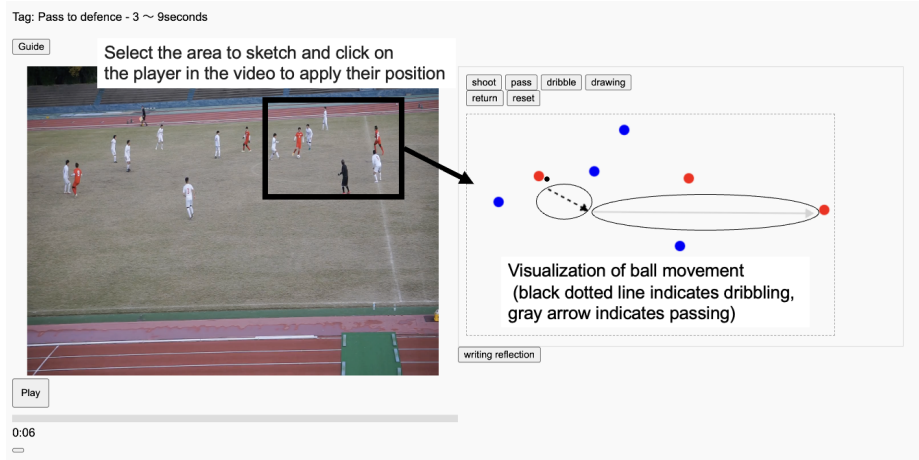 Tag: Pass to defence - 3 ～ 9seconds
Guide
Select the area to sketch and click on
the player in the video to apply their position
shoot pass dribble drawing
return reset
Visualization of ball movement
(black dotted line indicates dribbling,
gray arrow indicates passing)
writing reflection
Play
0:06